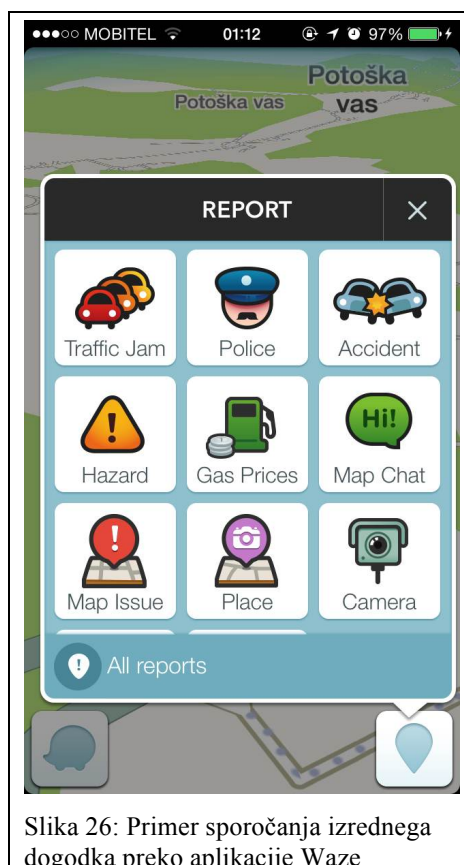 MOBITEL 01:12 97%
Potoška
vas
Potoška vas
REPORT
Traffic Jam Police Accident
Hazard Gas Prices Hi! Map Chat
Map Issue Place Camera
All reports
Slika 26: Primer sporočanja izrednega
dogodka preko aplikacije Waze